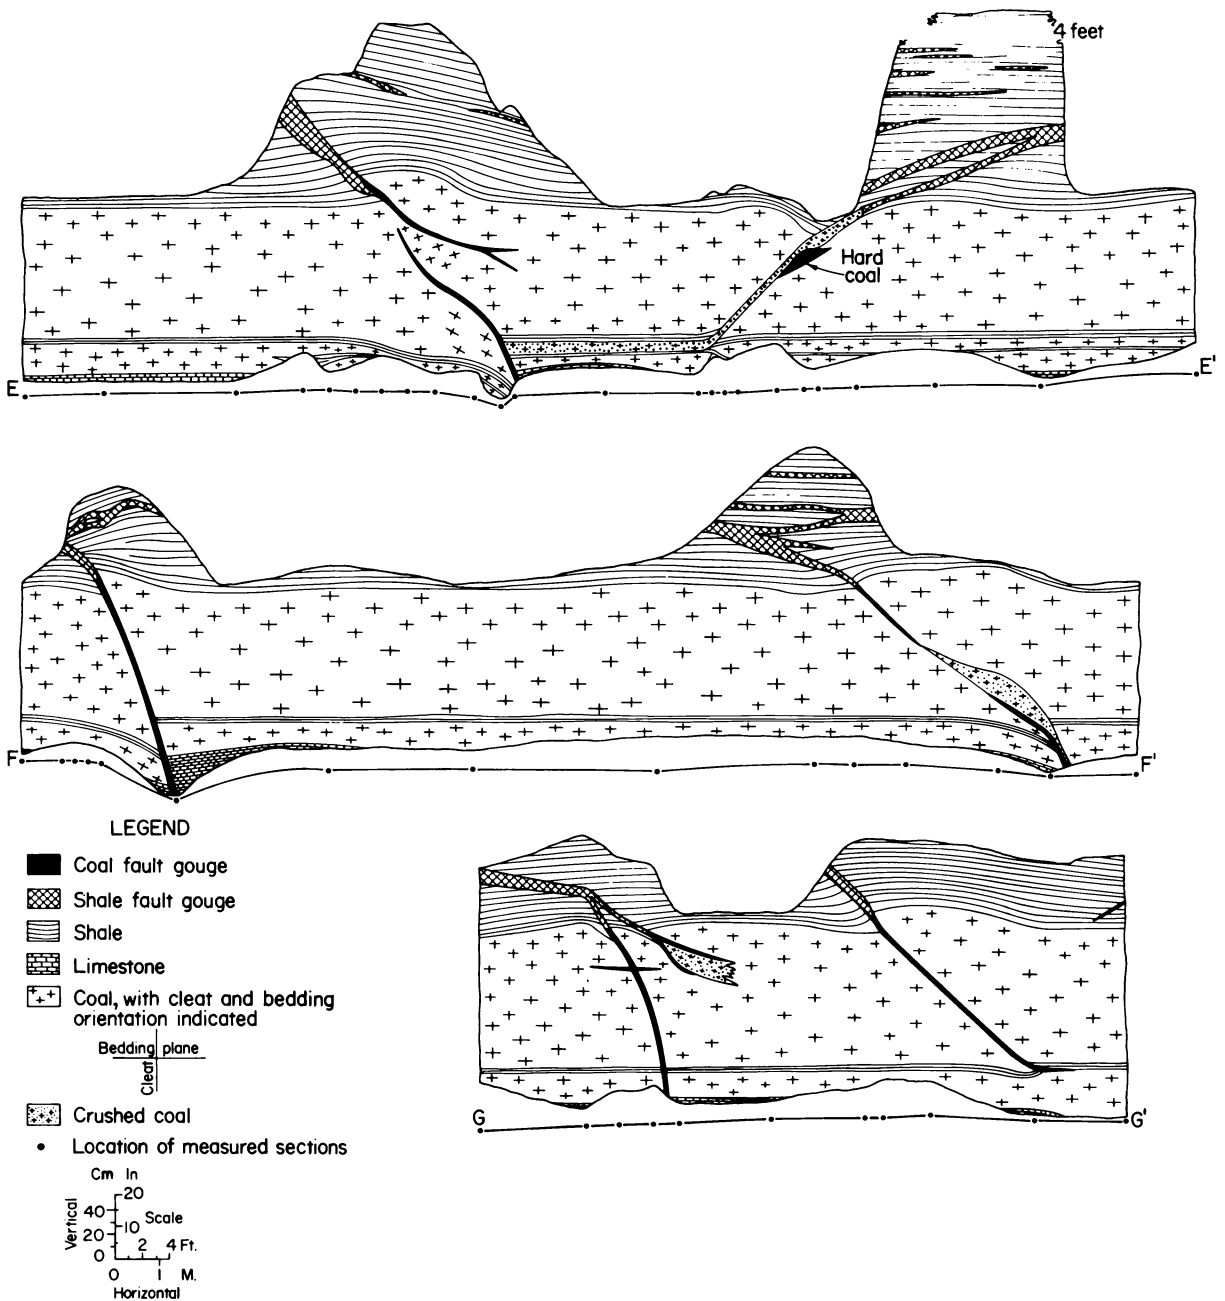 4 feet
Hard
coal
E
E'
F
F'
LEGEND
Coal fault gouge
Shale fault gouge
Shale
Limestone
Coal, with cleat and bedding
orientation indicated
Bedding plane
Cleat
Crushed coal
Location of measured sections
G
G'
Cm In
20
40
10 Scale
20
2 4 Ft.
0
0 1 M.
Vertical
Horizontal